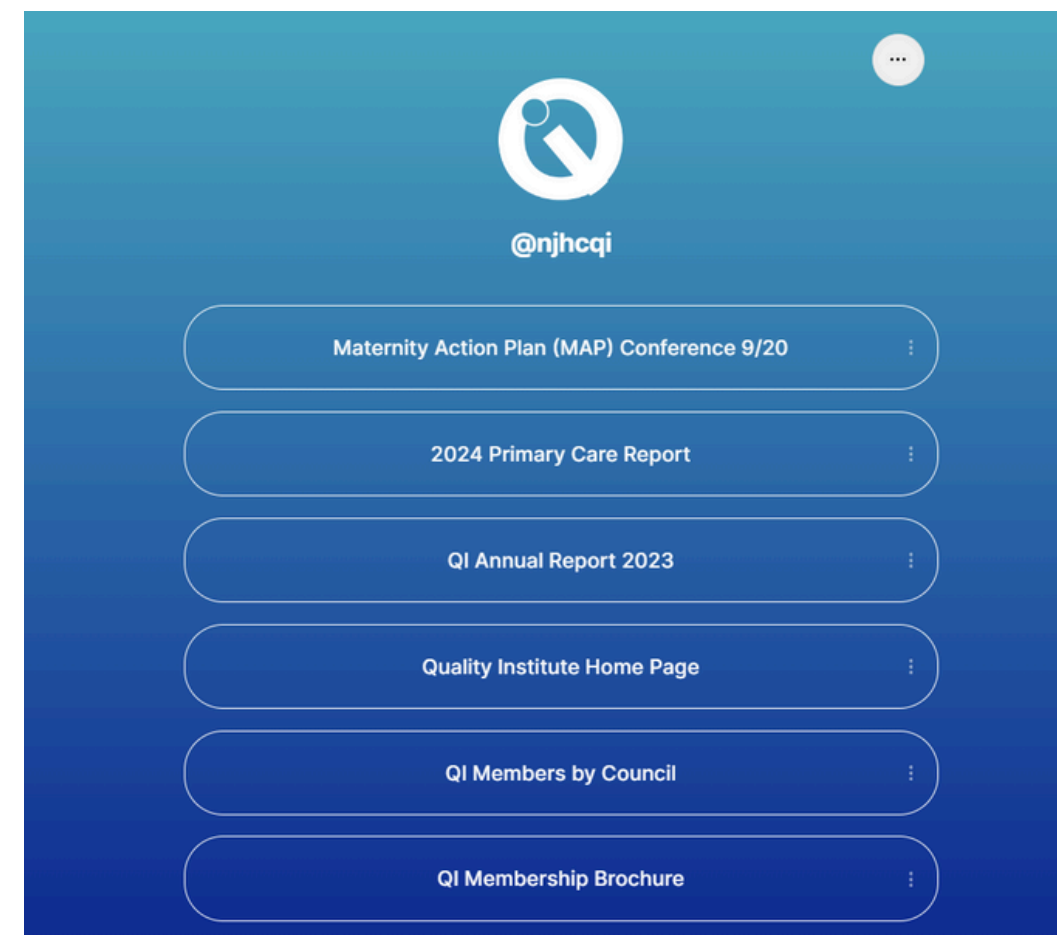 @njhcqi
Maternity Action Plan (MAP) Conference 9/20
2024 Primary Care Report
QI Annual Report 2023
Quality Institute Home Page
QI Members by Council
QI Membership Brochure